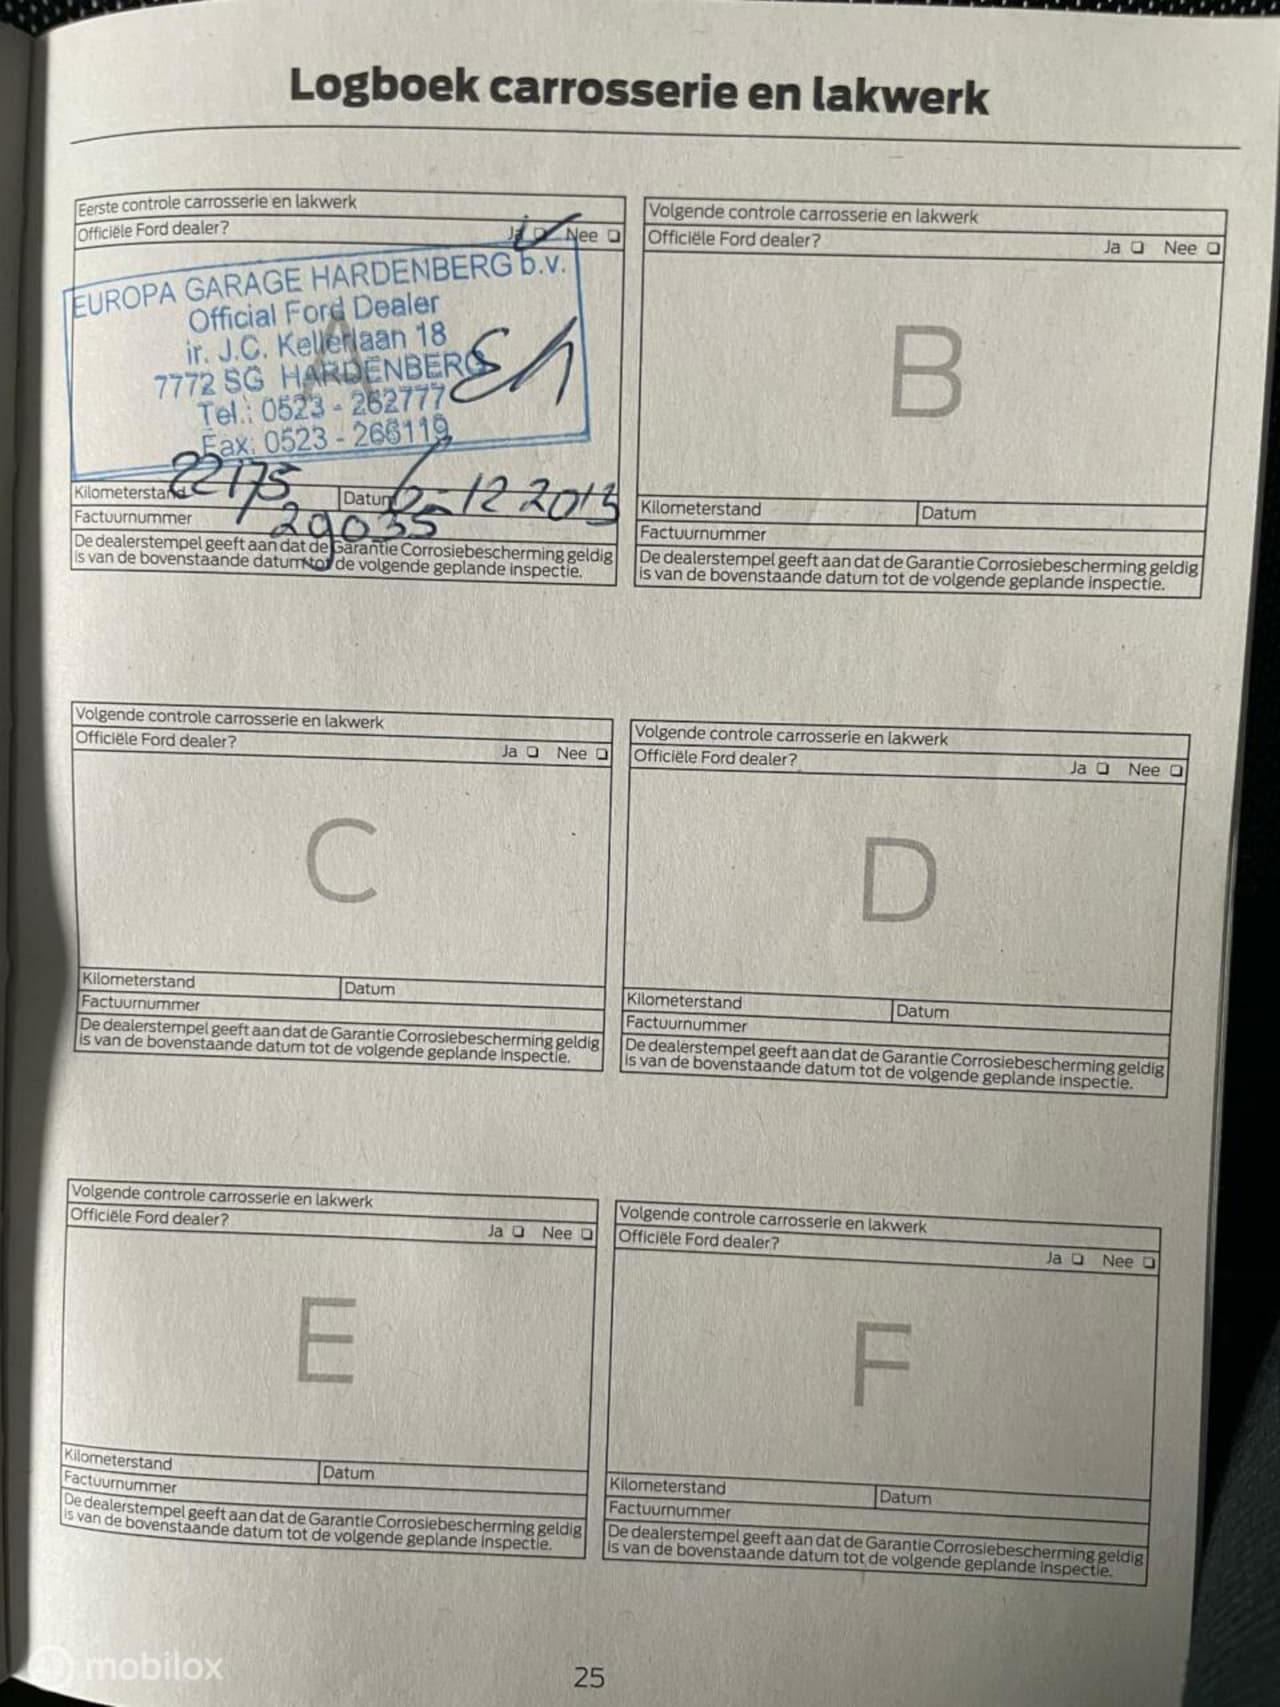 Logboek carrosserie en lakwerk
Eerste controle carrosserie en lakwerk
Officiële Ford dealer? Ja Nee
EUROPA GARAGE HARDENBERG b.v.
Official Ford Dealer
A
ir. J.C. Kellerlaan 18
7772 SG HARDENBERG
Tel.: 0523 - 262777
Fax: 0523 - 266119
Kilometerstand 22175 Datum 6-12 2013
Factuurnummer 29035
De dealerstempel geeft aan dat de Garantie Corrosiebescherming geldig
is van de bovenstaande datum tot de volgende geplande inspectie.
Volgende controle carrosserie en lakwerk
Officiële Ford dealer? Ja Nee
B
Kilometerstand Datum
Factuurnummer
De dealerstempel geeft aan dat de Garantie Corrosiebescherming geldig
is van de bovenstaande datum tot de volgende geplande inspectie.
Volgende controle carrosserie en lakwerk
Officiële Ford dealer? Ja Nee
C
Kilometerstand Datum
Factuurnummer
De dealerstempel geeft aan dat de Garantie Corrosiebescherming geldig
is van de bovenstaande datum tot de volgende geplande inspectie.
Volgende controle carrosserie en lakwerk
Officiële Ford dealer? Ja Nee
D
Kilometerstand Datum
Factuurnummer
De dealerstempel geeft aan dat de Garantie Corrosiebescherming geldig
is van de bovenstaande datum tot de volgende geplande inspectie.
Volgende controle carrosserie en lakwerk
Officiële Ford dealer? Ja Nee
E
Kilometerstand Datum
Factuurnummer
De dealerstempel geeft aan dat de Garantie Corrosiebescherming geldig
is van de bovenstaande datum tot de volgende geplande inspectie.
Volgende controle carrosserie en lakwerk
Officiële Ford dealer? Ja Nee
F
Kilometerstand Datum
Factuurnummer
De dealerstempel geeft aan dat de Garantie Corrosiebescherming geldig
is van de bovenstaande datum tot de volgende geplande inspectie.
mobilox
25